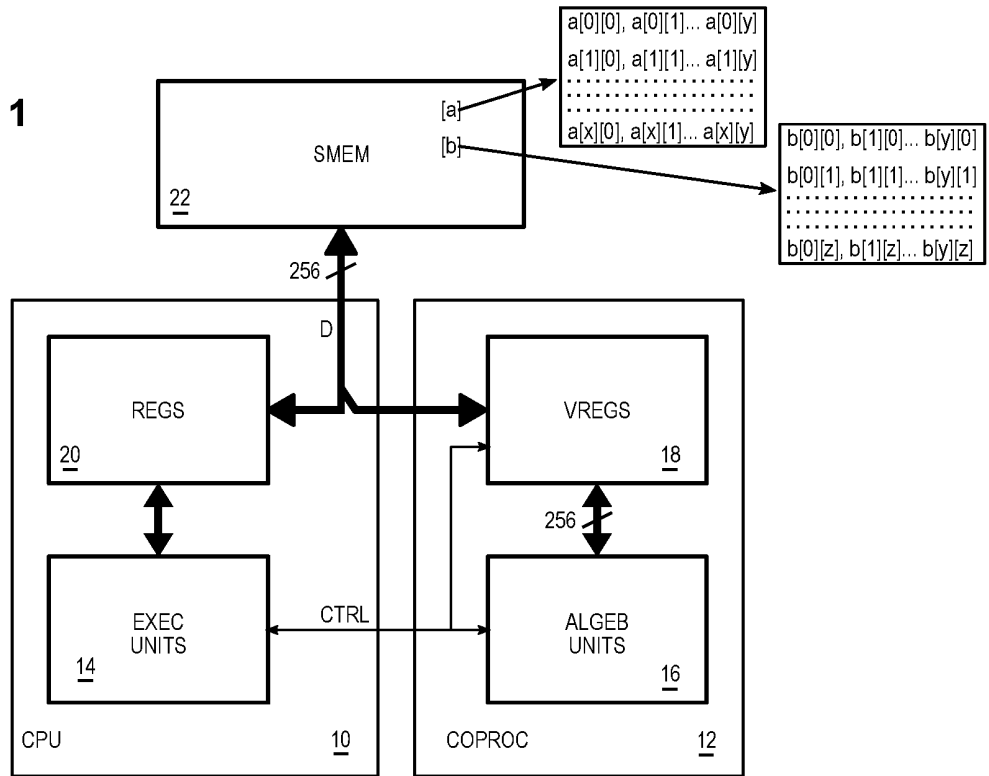 1
a[0][0], a[0][1]... a[0][y]
a[1][0], a[1][1]... a[1][y]
. . . . . . . . . . . . . . . . . . . . .
. . . . . . . . . . . . . . . . . . . . .
a[x][0], a[x][1]... a[x][y]
[a]
[b]
SMEM
22
b[0][0], b[1][0]... b[y][0]
b[0][1], b[1][1]... b[y][1]
. . . . . . . . . . . . . . . . . . . . .
. . . . . . . . . . . . . . . . . . . . .
b[0][z], b[1][z]... b[y][z]
256
D
REGS
20
VREGS
18
256
EXEC
UNITS
14
CTRL
ALGEB
UNITS
16
CPU
10
COPROC
12